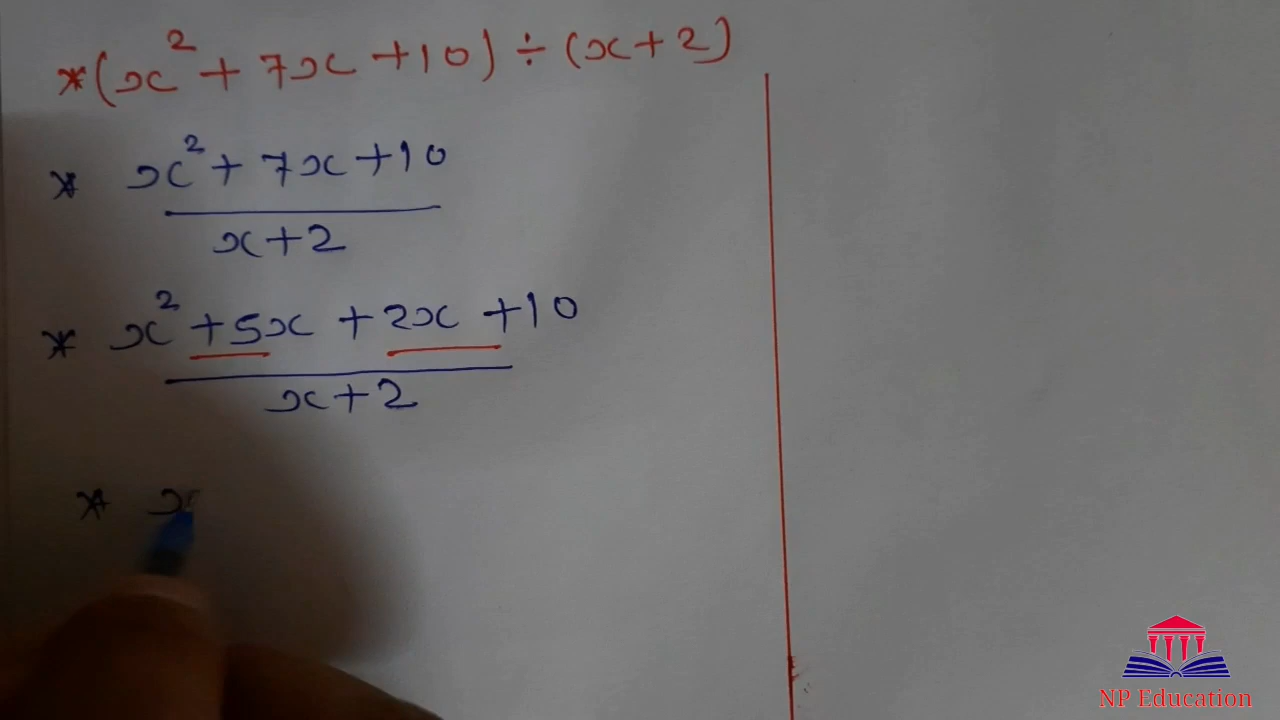 *(x² + 7x + 10) ÷ (x + 2)
* x² + 7x + 10
x + 2
* x² + 5x + 2x + 10
x + 2
* x
NP Education